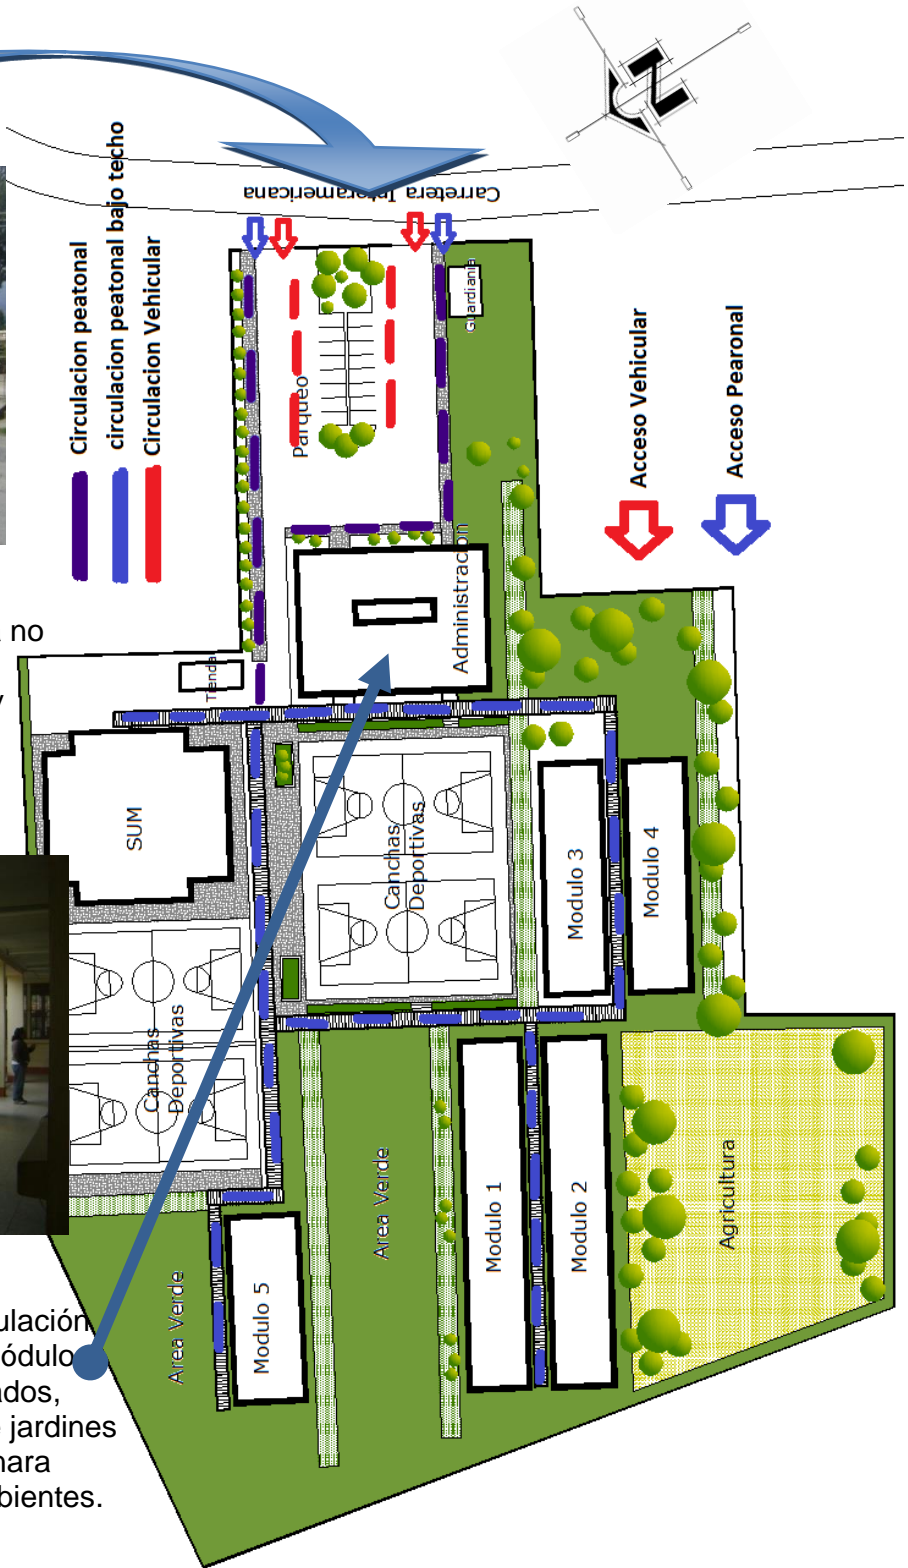 Carretera Interamericana
Circulacion peatonal
circulacion peatonal bajo techo
Circulacion Vehicular
Guardiania
Parqueo
Acceso Vehicular
Acceso Pearonal
Administracion
no
y
Tienda
SUM
Canchas
Deportivas
Modulo 3
Modulo 4
Canchas
Deportivas
Area Verde
Modulo 1
Modulo 2
Agricultura
Area Verde
Modulo 5
ulación
ódulo
ados,
jardines
nara
bientes.